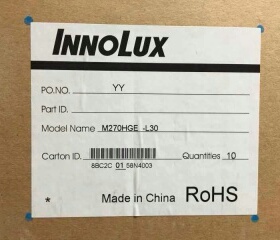 INNOLUX
PO.NO. YY
Part ID.
Model Name M270HGE -L30
Carton ID. Quantities 10
8BC2C 01 58N4003
* Made in China RoHS